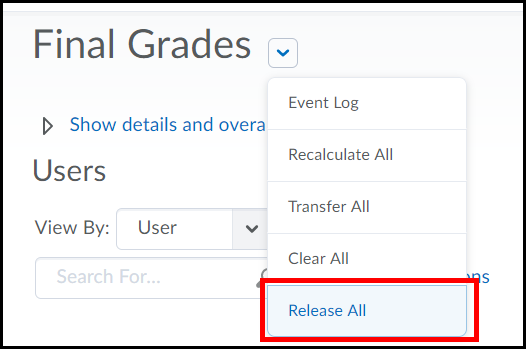 Final Grades
Event Log
Show details and overa
Recalculate All
Users
Transfer All
View By: User
Clear All
Search For...
ons
Release All